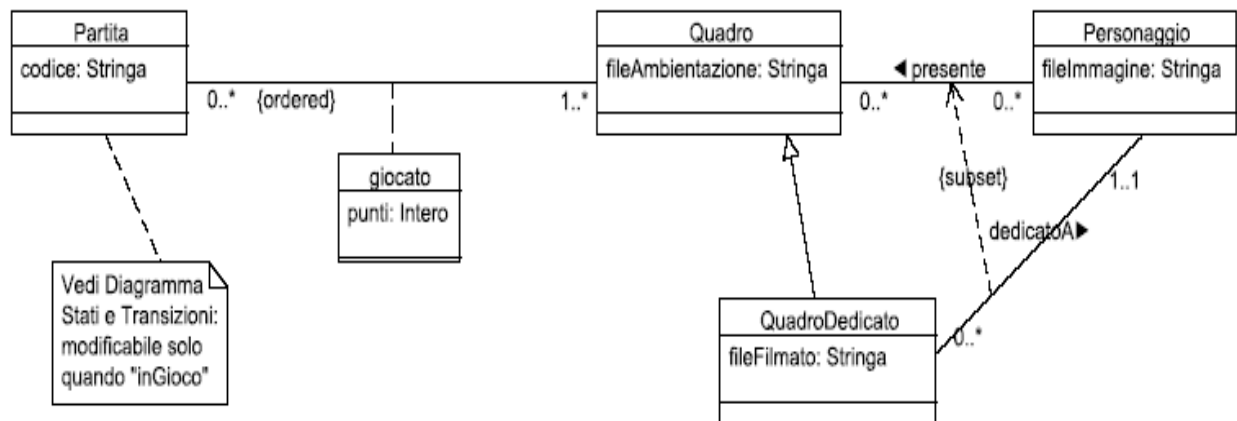 Partita
codice: Stringa
0..*
{ordered}
1..*
giocato
punti: Intero
Vedi Diagramma
Stati e Transizioni:
modificabile solo
quando "inGioco"
Quadro
fileAmbientazione: Stringa
◀ presente
0..*
0..*
Personaggio
fileImmagine: Stringa
{subset}
1..1
dedicatoA▶
0..*
QuadroDedicato
fileFilmato: Stringa